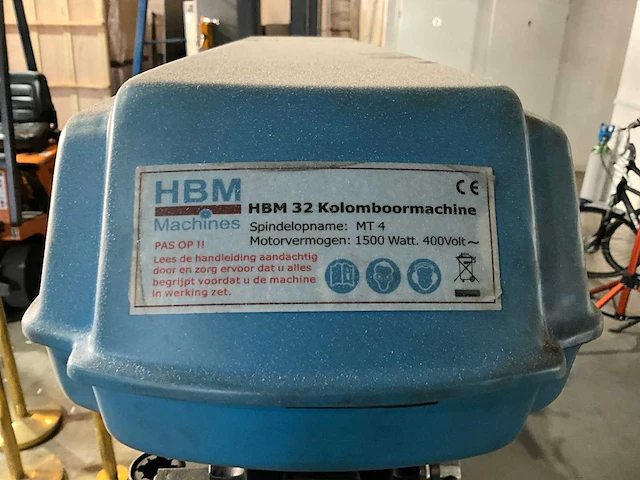 HBM
Machines
CE
HBM 32 Kolomboormachine
Spindelopname: MT 4
Motorvermogen: 1500 Watt. 400Volt ~
PAS OP !!
Lees de handleiding aandachtig
door en zorg ervoor dat u alles
begrijpt voordat u de machine
in werking zet.